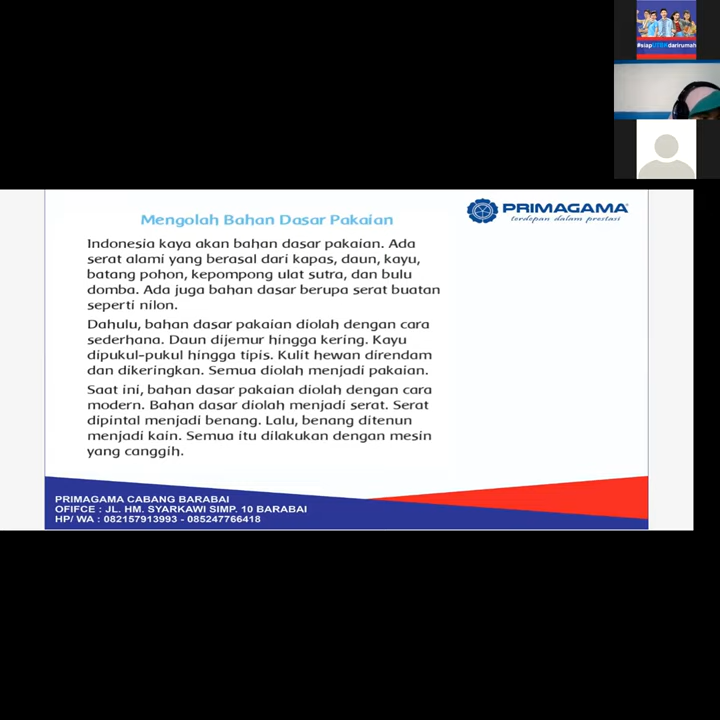 #siapUTBKdarirumah
PRIMAGAMA
terdepan dalam prestasi
Mengolah Bahan Dasar Pakaian
Indonesia kaya akan bahan dasar pakaian. Ada
serat alami yang berasal dari kapas, daun, kayu,
batang pohon, kepompong ulat sutra, dan bulu
domba. Ada juga bahan dasar berupa serat buatan
seperti nilon.
Dahulu, bahan dasar pakaian diolah dengan cara
sederhana. Daun dijemur hingga kering. Kayu
dipukul-pukul hingga tipis. Kulit hewan direndam
dan dikeringkan. Semua diolah menjadi pakaian.
Saat ini, bahan dasar pakaian diolah dengan cara
modern. Bahan dasar diolah menjadi serat. Serat
dipintal menjadi benang. Lalu, benang ditenun
menjadi kain. Semua itu dilakukan dengan mesin
yang canggih.
PRIMAGAMA CABANG BARABAI
OFIFCE : JL. HM. SYARKAWI SIMP. 10 BARABAI
HP/ WA : 082157913993 - 085247766418